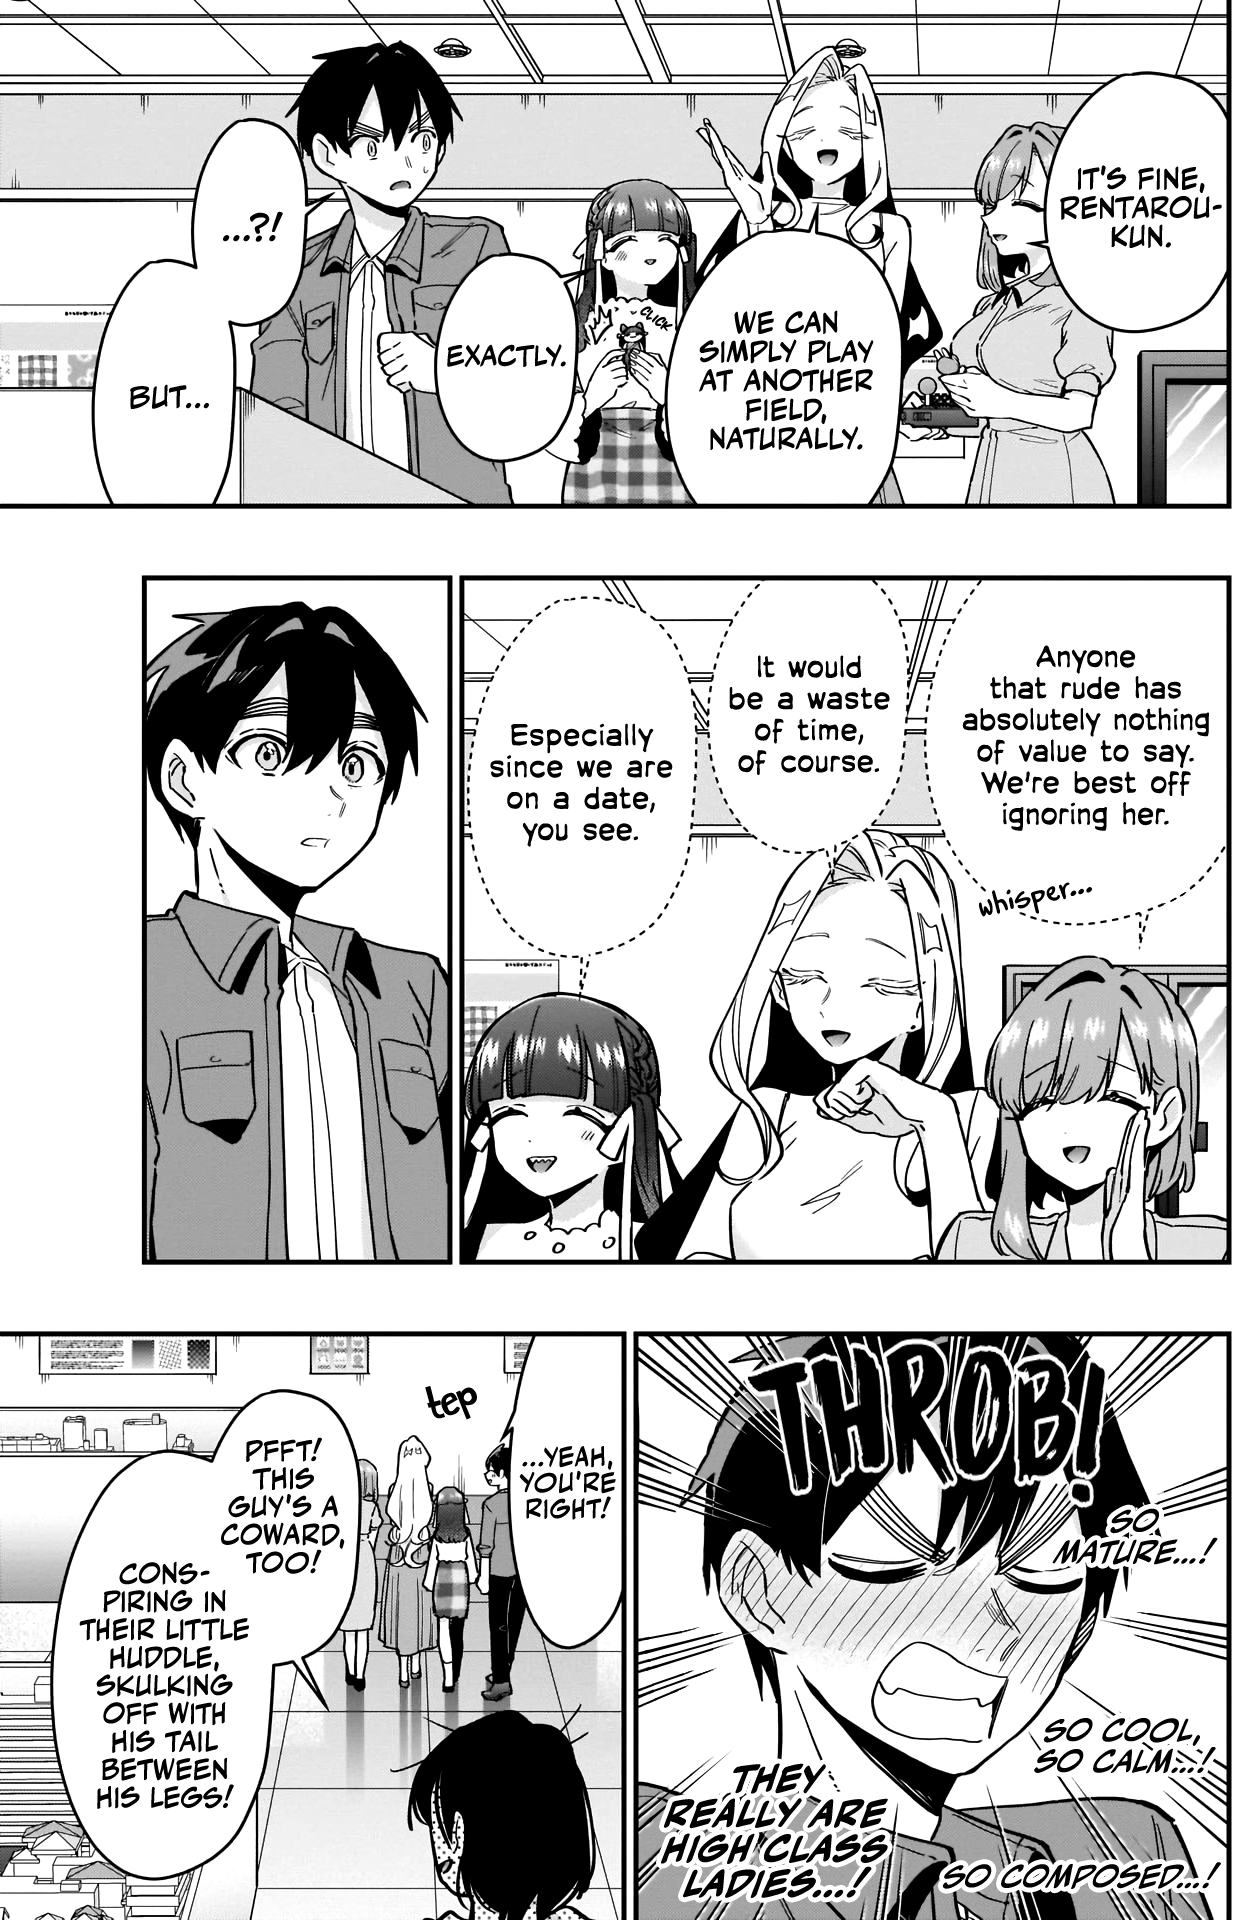 IT'S FINE,
RENTAROU-
KUN.
WE CAN
SIMPLY PLAY
AT ANOTHER
FIELD,
NATURALLY.
CLICK
EXACTLY.
...?!
BUT...
Anyone
that rude has
absolutely nothing
of value to say.
We're best off
ignoring her.
whisper...
It would
be a waste
of time,
of course.
Especially
since we are
on a date,
you see.
THROB!
SO
MATURE...!
SO COOL,
SO CALM...!
SO COMPOSED...!
THEY
REALLY ARE
HIGH CLASS
LADIES...!
...YEAH,
YOU'RE
RIGHT!
tep
PFFT!
THIS
GUY'S A
COWARD,
TOO!
CONS-
PIRING IN
THEIR LITTLE
HUDDLE,
SKULKING
OFF WITH
HIS TAIL
BETWEEN
HIS LEGS!